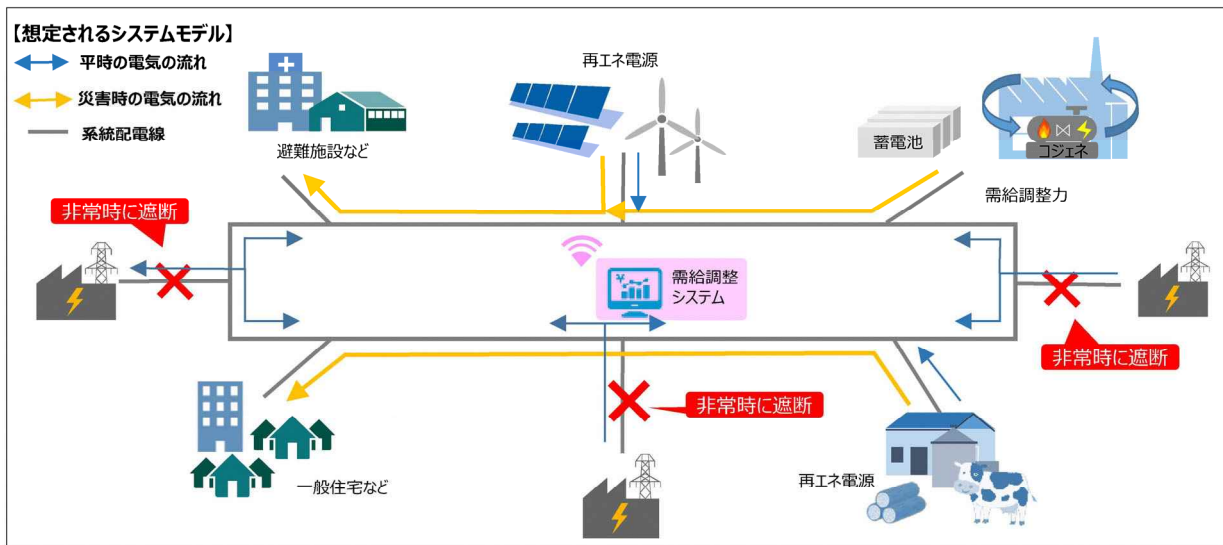 【想定されるシステムモデル】
平時の電気の流れ
災害時の電気の流れ
系統配電線
避難施設など
再エネ電源
蓄電池
コジェネ
需給調整力
非常時に遮断
需給調整
システム
非常時に遮断
非常時に遮断
一般住宅など
再エネ電源